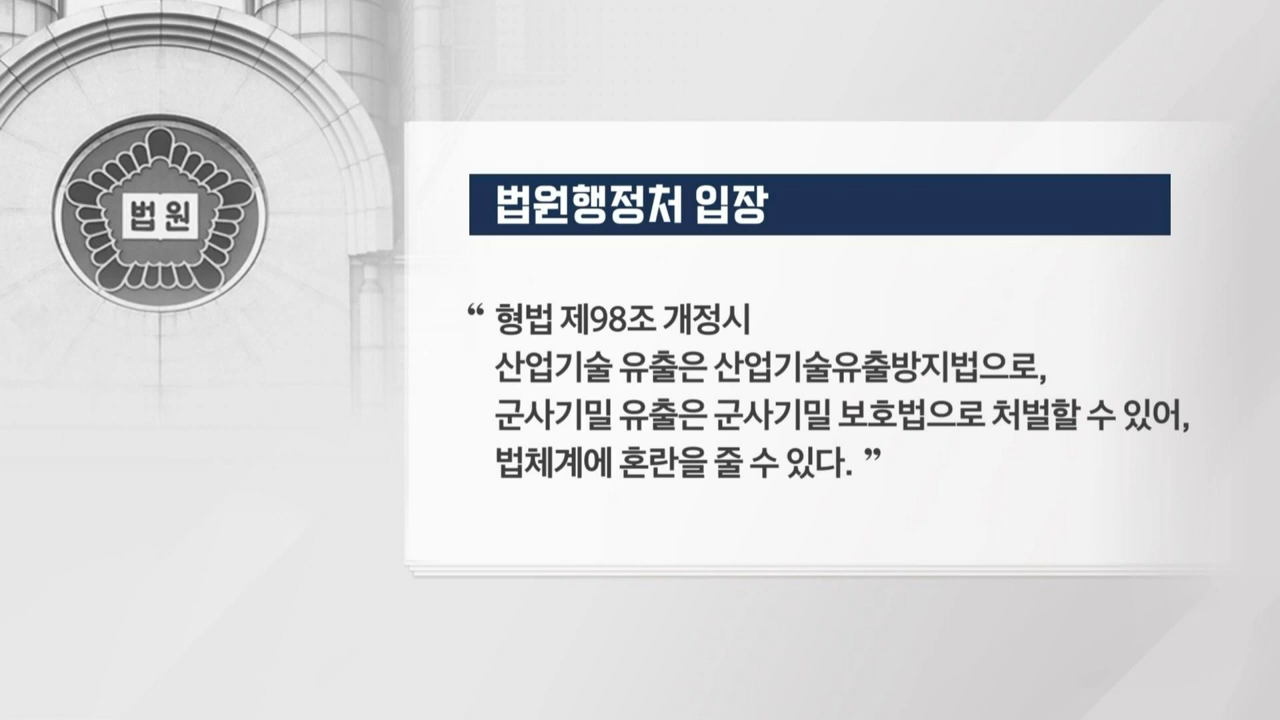 법원
법원행정처 입장
“ 형법 제98조 개정시
산업기술 유출은 산업기술유출방지법으로,
군사기밀 유출은 군사기밀 보호법으로 처벌할 수 있어,
법체계에 혼란을 줄 수 있다. ”